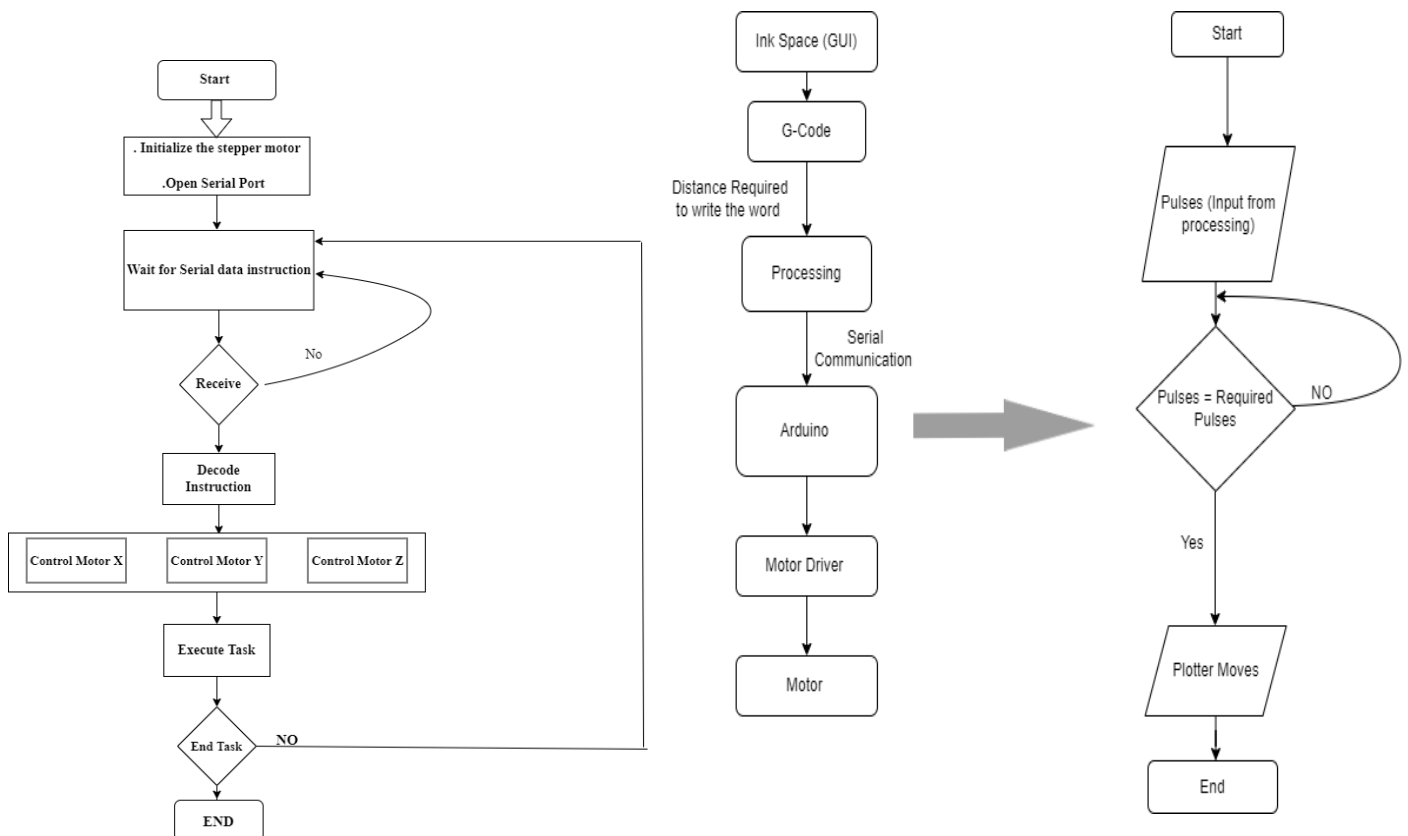 Start
. Initialize the stepper motor
.Open Serial Port
Wait for Serial data instruction
No
Receive
Decode
Instruction
Control Motor X
Control Motor Y
Control Motor Z
Execute Task
End Task
NO
END
Ink Space (GUI)
G-Code
Distance Required
to write the word
Processing
Serial
Communication
Arduino
Motor Driver
Motor
Start
Pulses (Input from
processing)
Pulses = Required
Pulses
NO
Yes
Plotter Moves
End